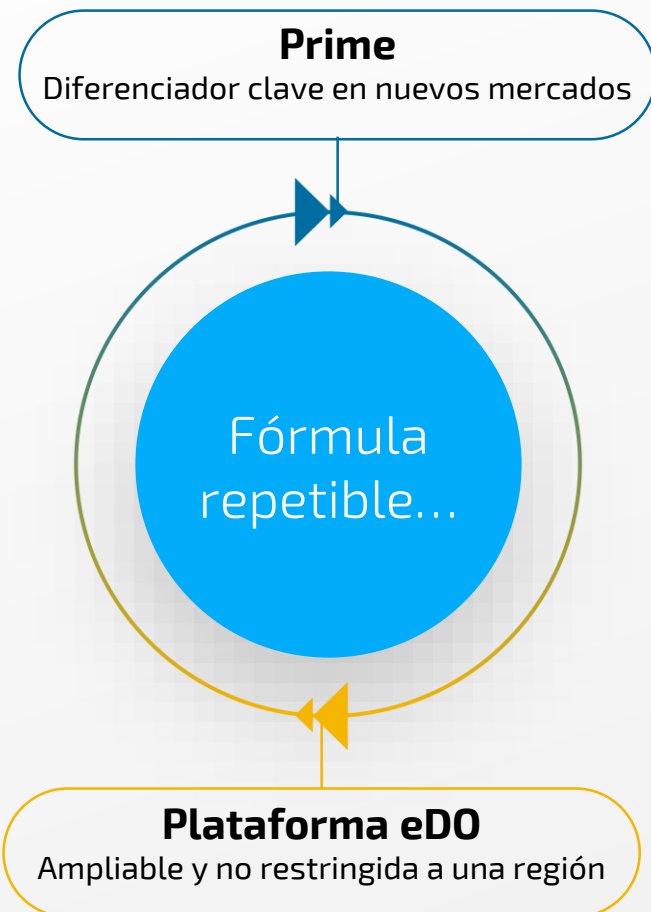 Prime
Diferenciador clave en nuevos mercados
Fórmula
repetible...
Plataforma eDO
Ampliable y no restringida a una región